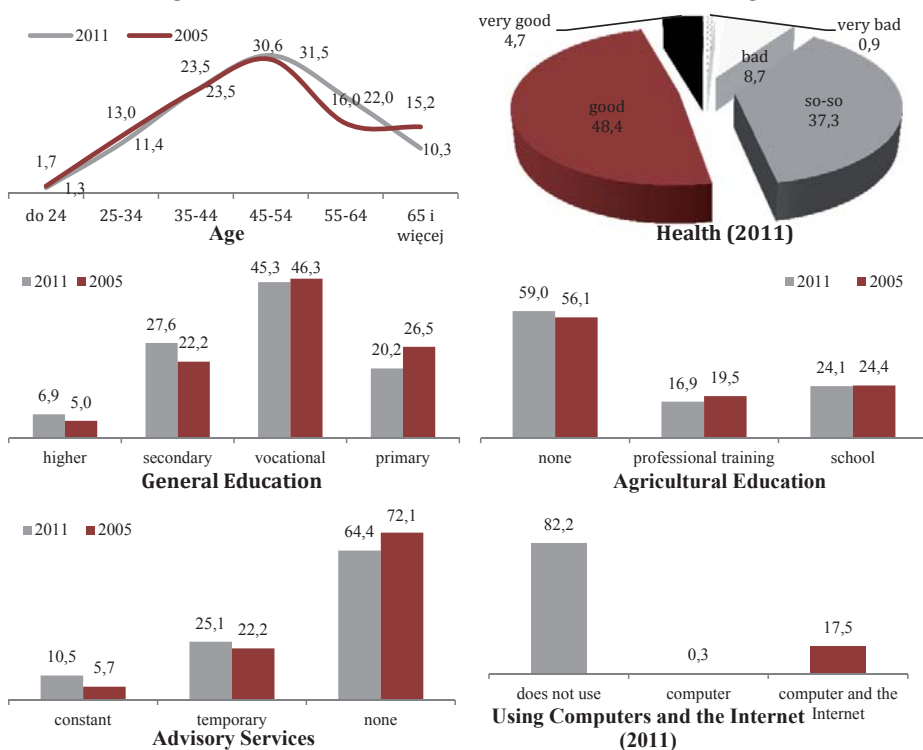 2011 2005
30,6 31,5
23,5
23,5
13,0
11,4
1,7
1,3
16,0 22,0 15,2
10,3
do 24 25-34 35-44 45-54 55-64 65 i
więcej
Age
very good
4,7
very bad
0,9
bad
8,7
good
48,4
so-so
37,3
Health (2011)
2011 2005
6,9 5,0
27,6 22,2
45,3 46,3
20,2 26,5
higher secondary vocational primary
General Education
2011 2005
59,0 56,1
16,9 19,5
24,1 24,4
none professional training school
Agricultural Education
2011 2005
10,5 5,7
25,1 22,2
64,4 72,1
constant temporary none
Advisory Services
82,2
0,3
17,5
does not use computer computer and the
Internet
Using Computers and the Internet
(2011)